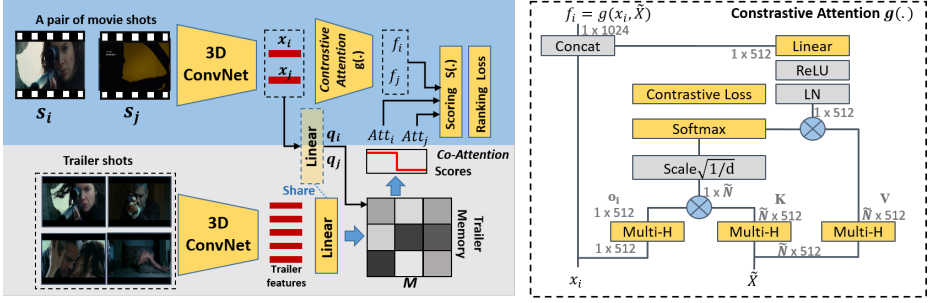 A pair of movie shots
s_i
s_j
3D
ConvNet
x_i
x_j
Contrastive
Attention
g(.)
f_i
f_j
Att_i
Att_j
Scoring S(.)
Ranking Loss
Linear
q_i
q_j
Co-Attention
Scores
Trailer shots
3D
ConvNet
Share
Trailer
features
Linear
Trailer
Memory
M
f_i = g(x_i, X̃)
Constrastive Attention g(.)
1 x 1024
Concat
1 x 512
Linear
ReLU
LN
1 x 512
Contrastive Loss
Softmax
Scale√1/d
1 x Ñ
o_i
1 x 512
K
Ñ x 512
V
Ñ x 512
Multi-H
Multi-H
Multi-H
1 x 512
Ñ x 512
x_i
X̃